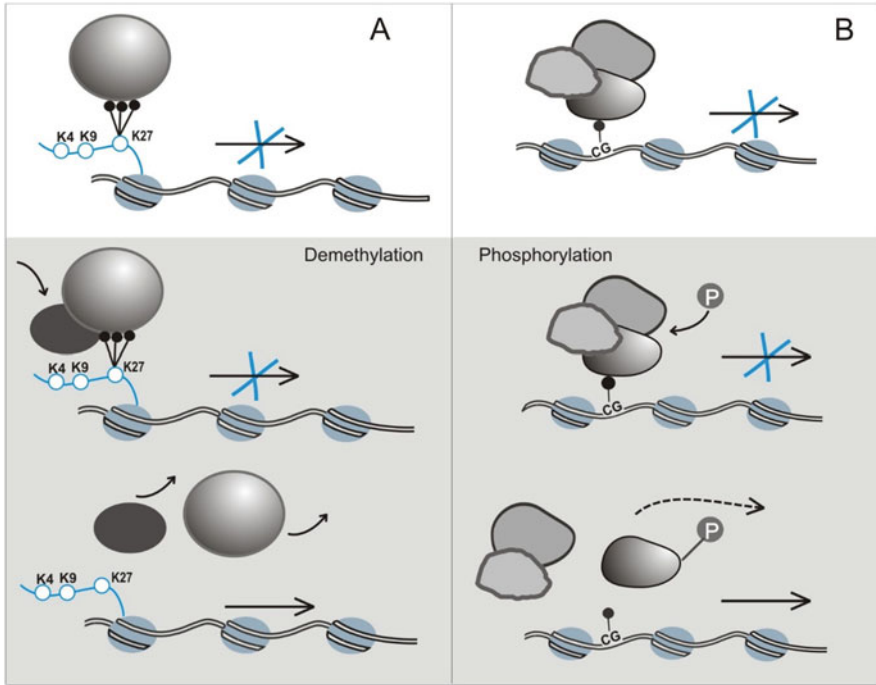 A
K4 K9 K27
B
CG
Demethylation
K4 K9 K27
Phosphorylation
P
CG
K4 K9 K27
P
CG